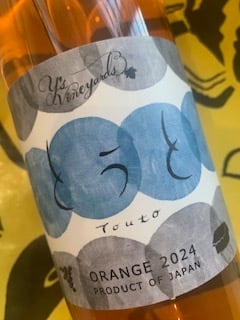 Y's
Vineyards
とうと
Touto
ORANGE 2024
PRODUCT OF JAPAN